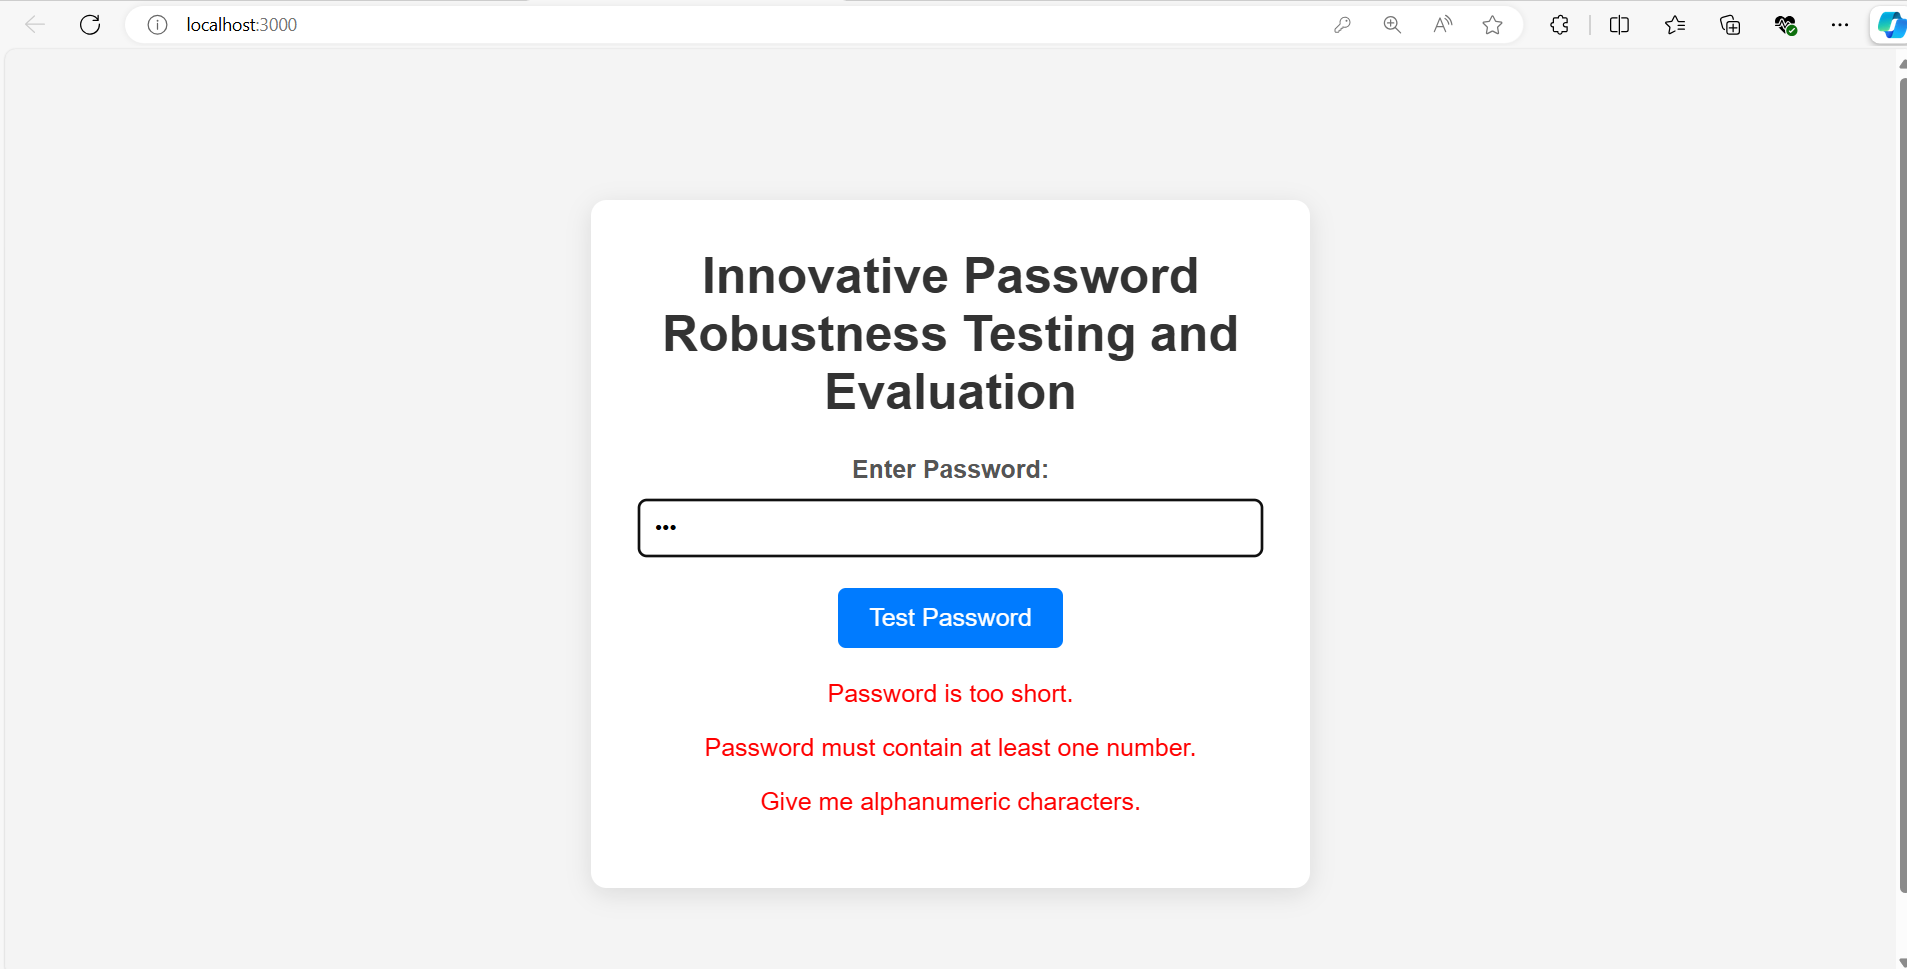 localhost:3000
Innovative Password
Robustness Testing and
Evaluation
Enter Password:
•••
Test Password
Password is too short.
Password must contain at least one number.
Give me alphanumeric characters.